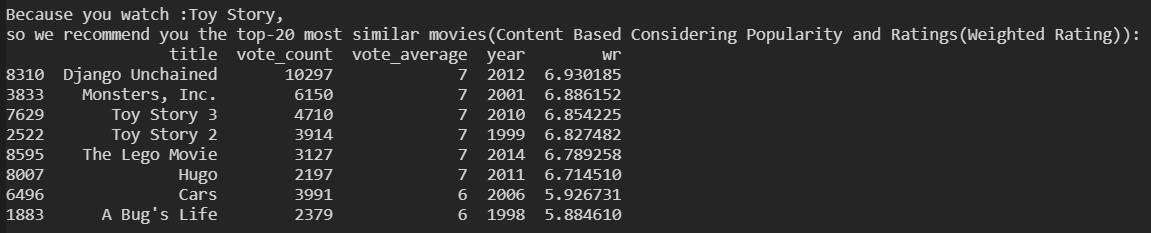 Because you watch :Toy Story,
so we recommend you the top-20 most similar movies(Content Based Considering Popularity and Ratings(Weighted Rating)):
title vote_count vote_average year wr
8310 Django Unchained 10297 7 2012 6.930185
3833 Monsters, Inc. 6150 7 2001 6.886152
7629 Toy Story 3 4710 7 2010 6.854225
2522 Toy Story 2 3914 7 1999 6.827482
8595 The Lego Movie 3127 7 2014 6.789258
8007 Hugo 2197 7 2011 6.714510
6496 Cars 3991 6 2006 5.926731
1883 A Bug's Life 2379 6 1998 5.884610